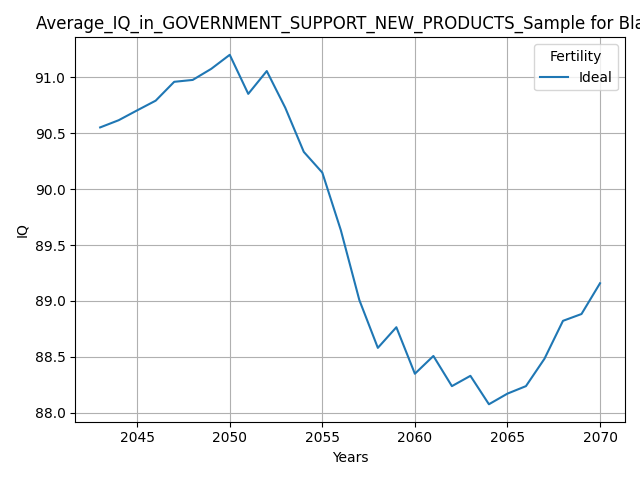 Average_IQ_in_GOVERNMENT_SUPPORT_NEW_PRODUCTS_Sample for Bla
Fertility
Ideal
91.0
90.5
90.0
89.5
89.0
88.5
88.0
IQ
2045 2050 2055 2060 2065 2070
Years